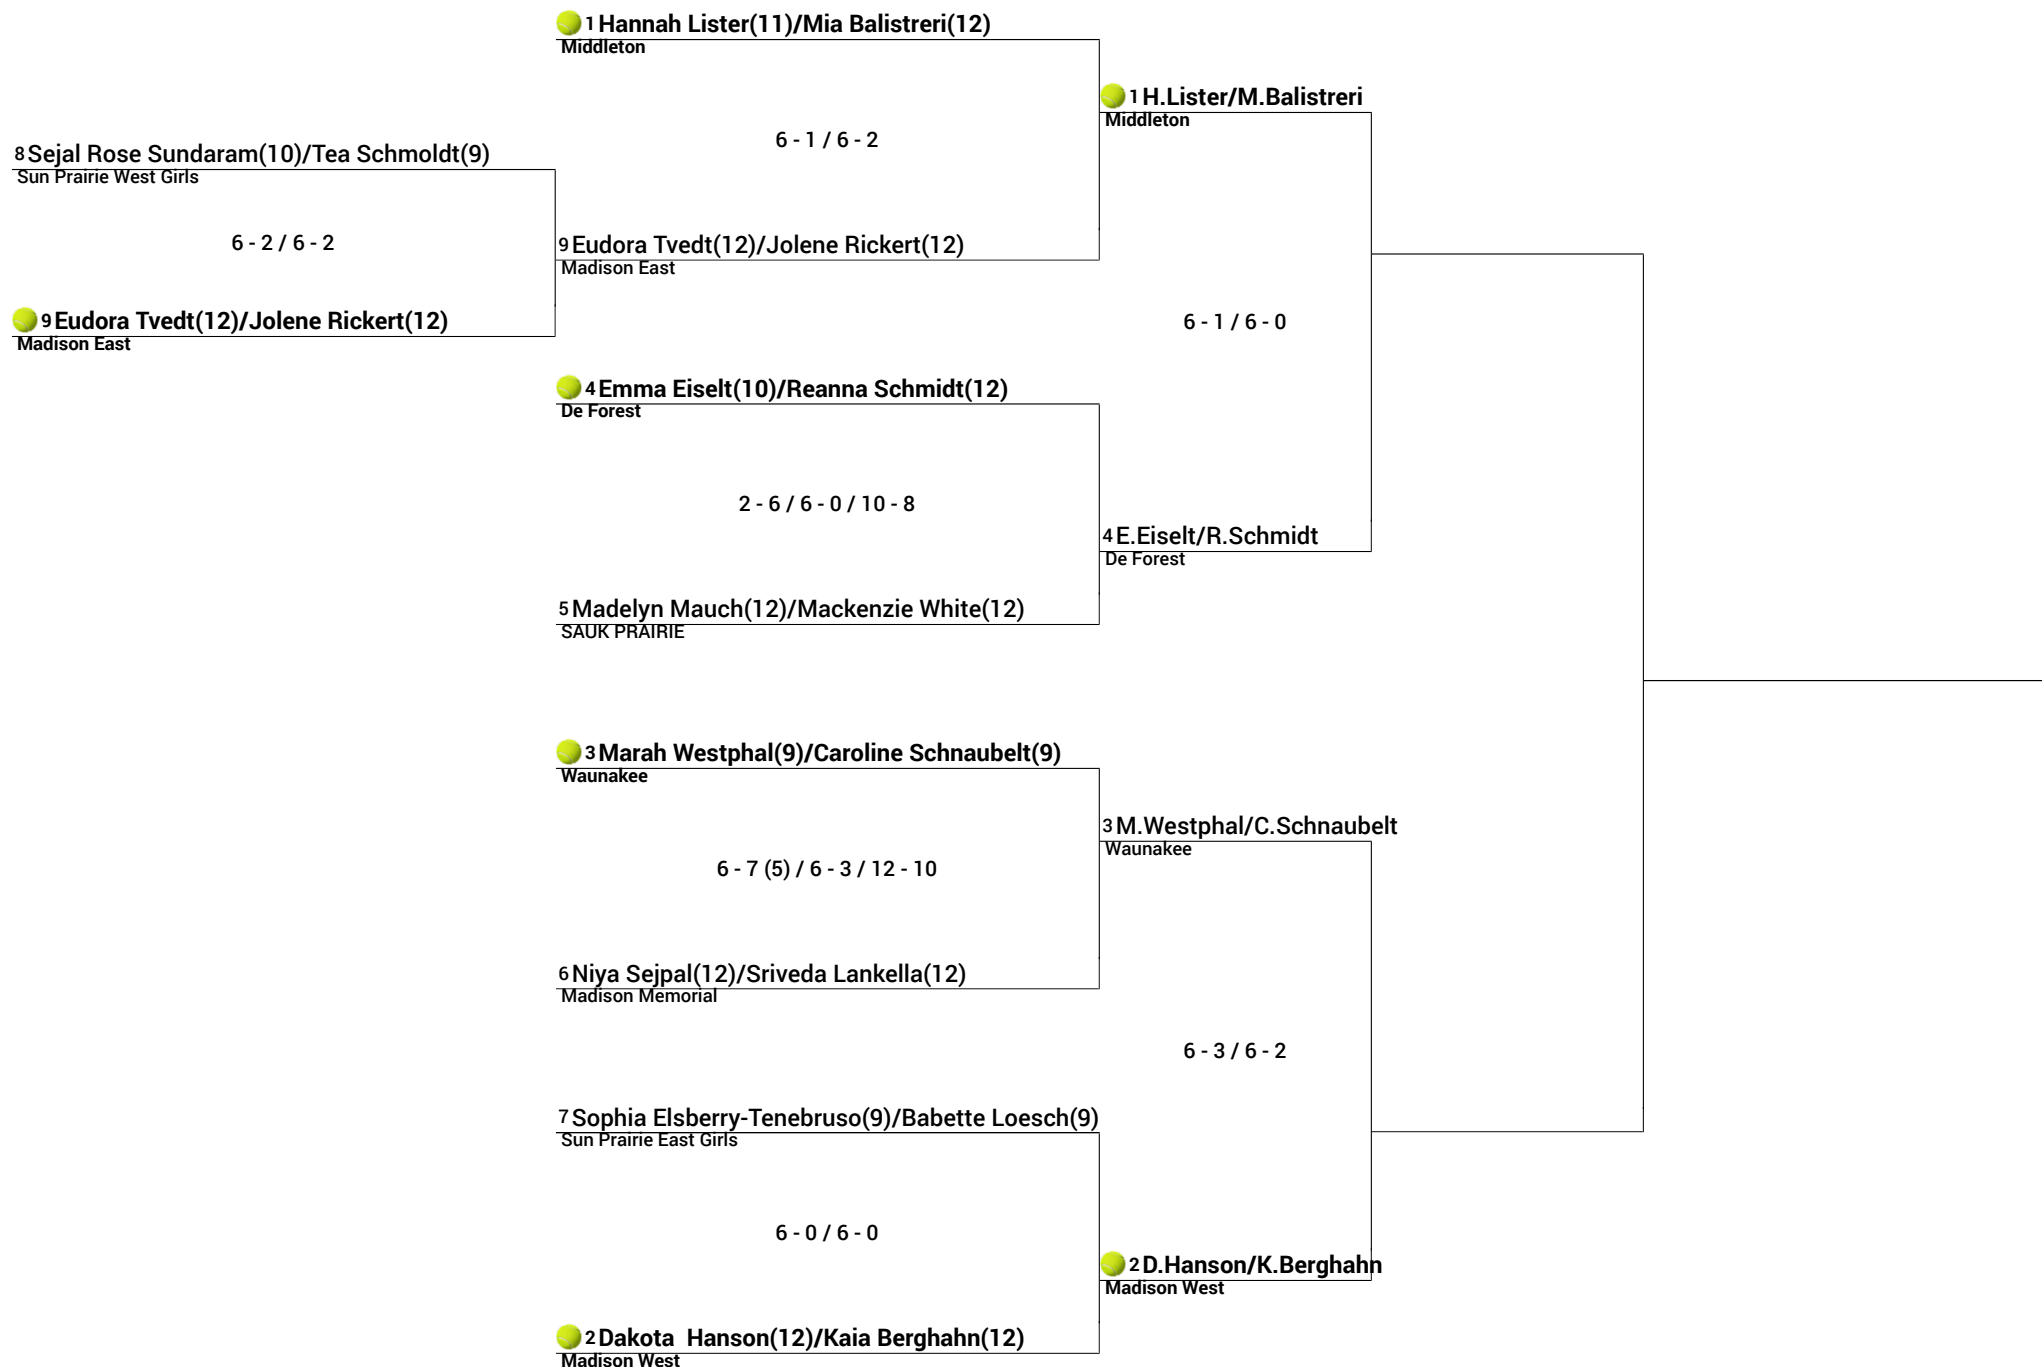 1 Hannah Lister(11)/Mia Balistreri(12)
Middleton
1 H.Lister/M.Balistreri
Middleton
6 - 1 / 6 - 2
8 Sejal Rose Sundaram(10)/Tea Schmoldt(9)
Sun Prairie West Girls
6 - 2 / 6 - 2
9 Eudora Tvedt(12)/Jolene Rickert(12)
Madison East
9 Eudora Tvedt(12)/Jolene Rickert(12)
Madison East
6 - 1 / 6 - 0
4 Emma Eiselt(10)/Reanna Schmidt(12)
De Forest
2 - 6 / 6 - 0 / 10 - 8
4 E.Eiselt/R.Schmidt
De Forest
5 Madelyn Mauch(12)/Mackenzie White(12)
SAUK PRAIRIE
3 Marah Westphal(9)/Caroline Schnaubelt(9)
Waunakee
3 M.Westphal/C.Schnaubelt
Waunakee
6 - 7 (5) / 6 - 3 / 12 - 10
6 Niya Sejpal(12)/Sriveda Lankella(12)
Madison Memorial
6 - 3 / 6 - 2
7 Sophia Elsberry-Tenebruso(9)/Babette Loesch(9)
Sun Prairie East Girls
6 - 0 / 6 - 0
2 D.Hanson/K.Berghahn
Madison West
2 Dakota  Hanson(12)/Kaia Berghahn(12)
Madison West